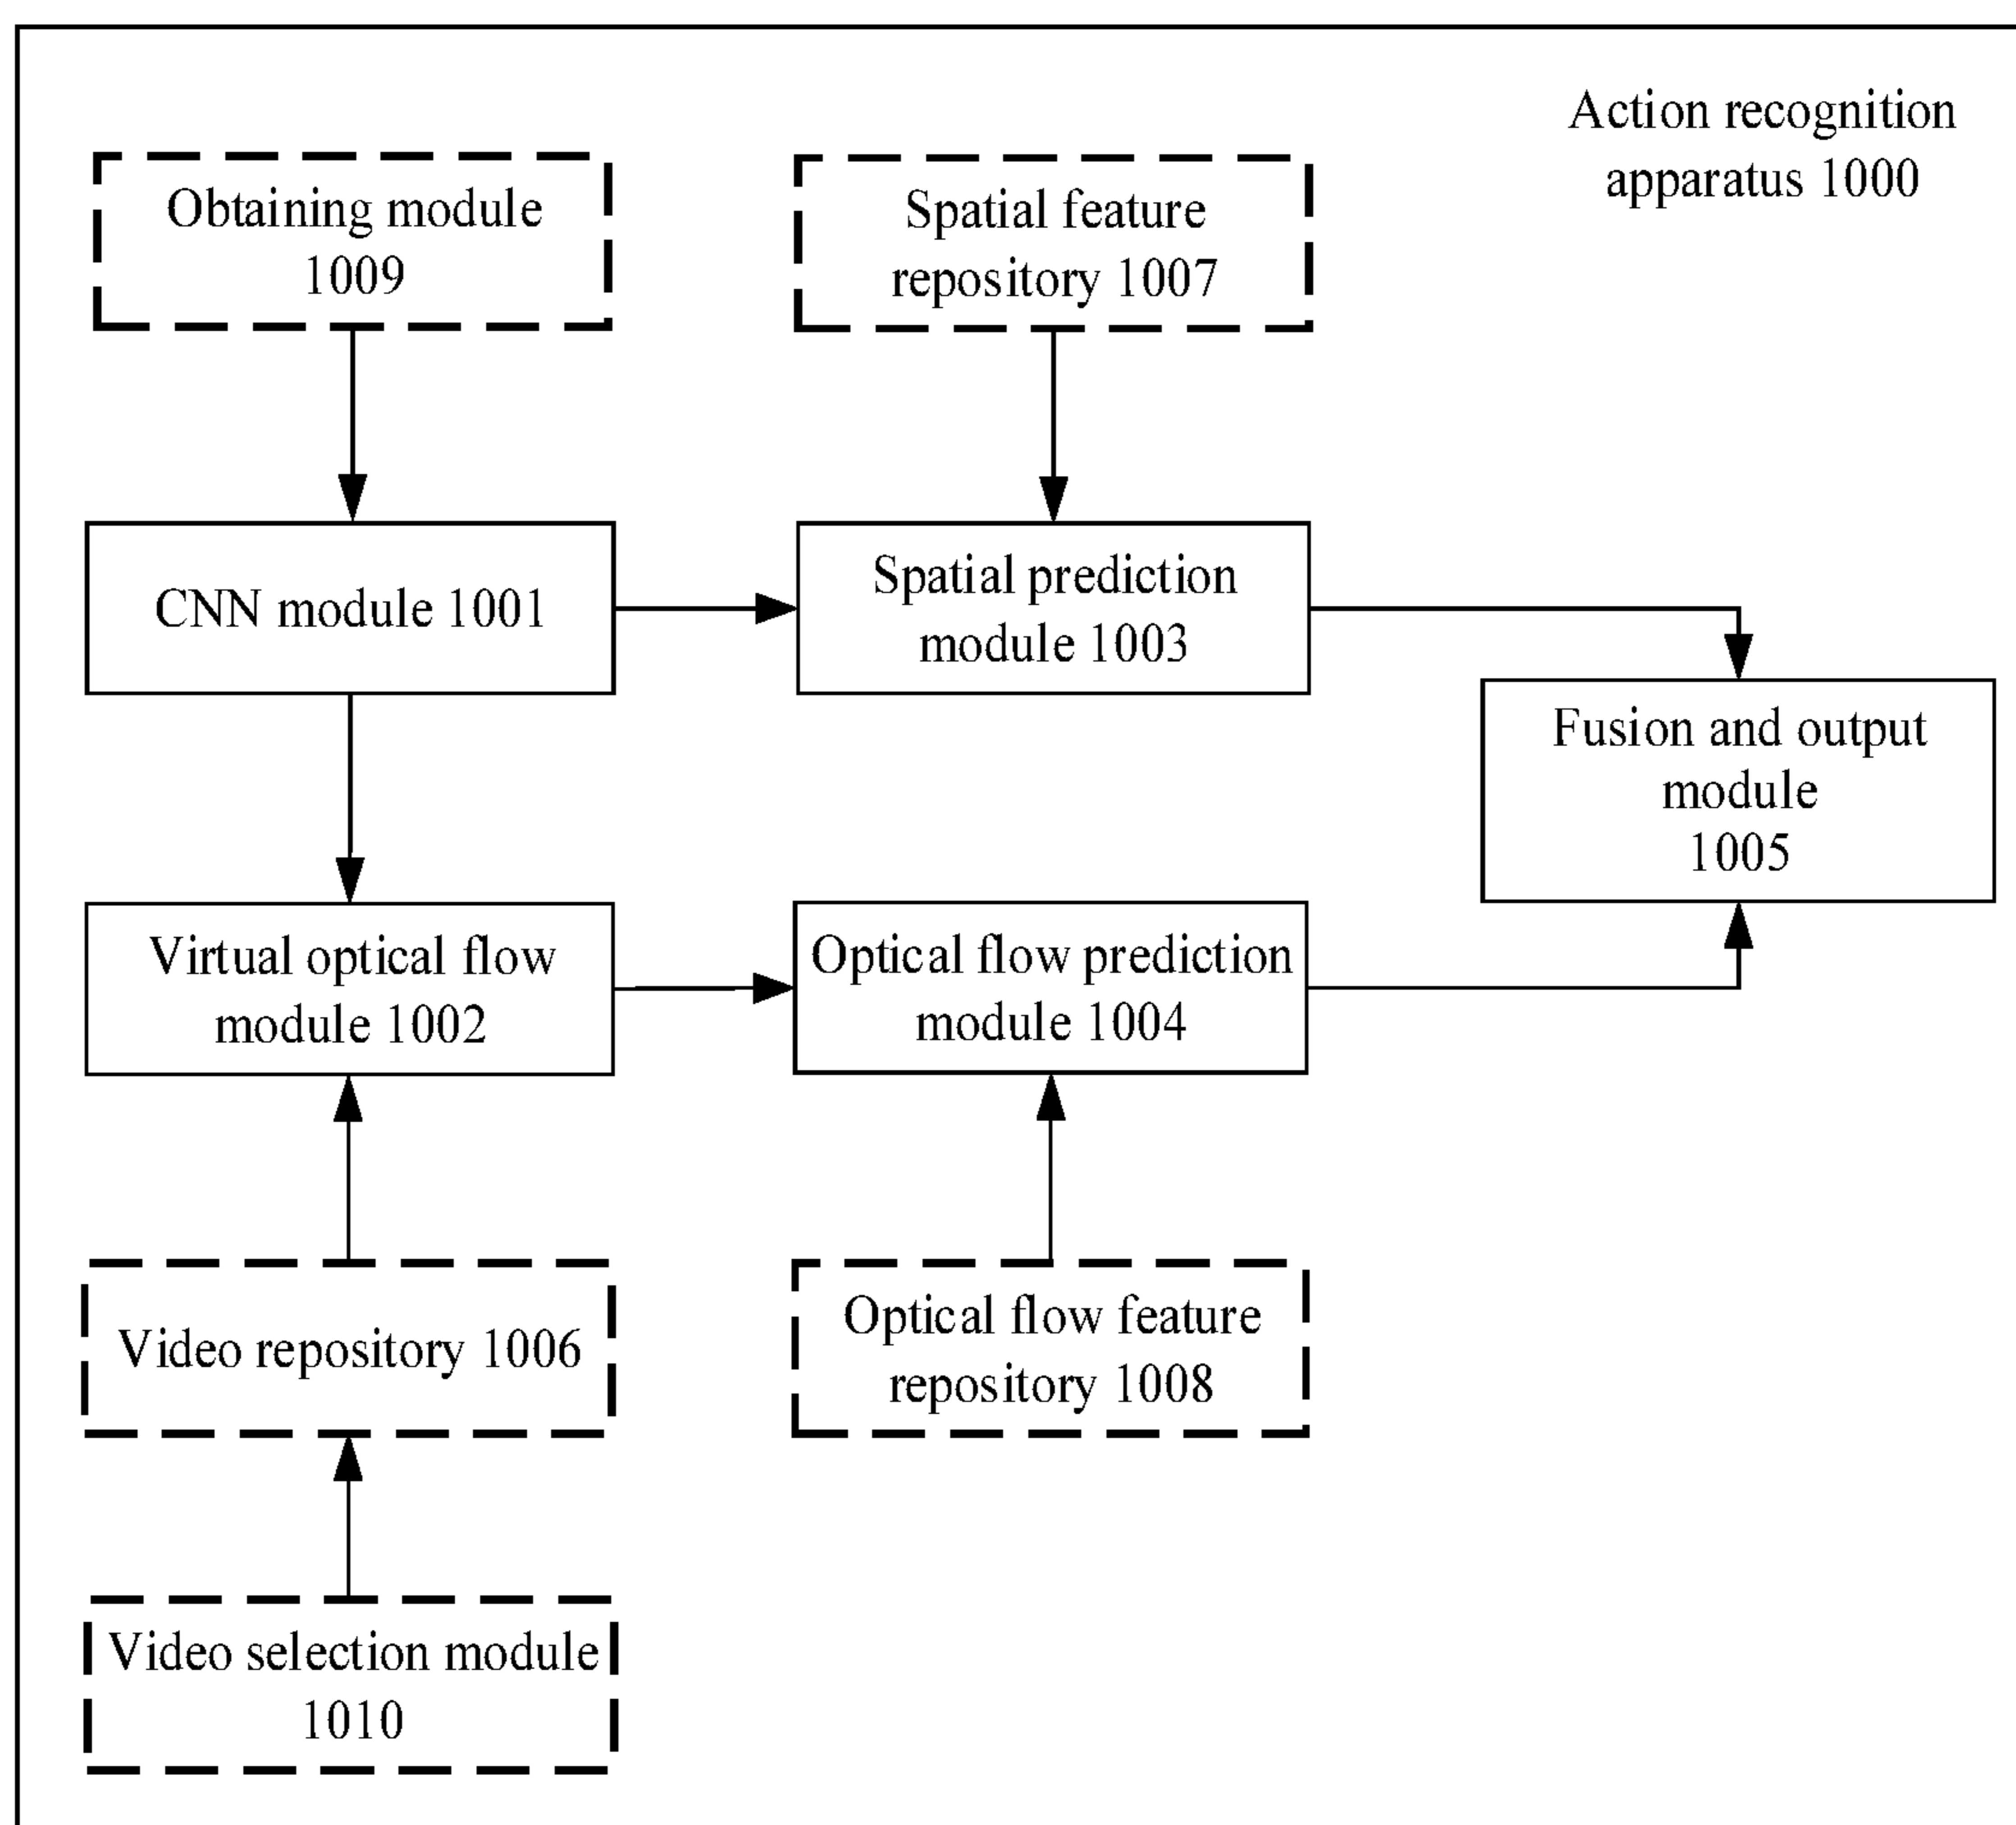 Action recognition
apparatus 1000
Obtaining module
1009
Spatial feature
repository 1007
CNN module 1001
Spatial prediction
module 1003
Fusion and output
module
1005
Virtual optical flow
module 1002
Optical flow prediction
module 1004
Video repository 1006
Optical flow feature
repository 1008
Video selection module
1010